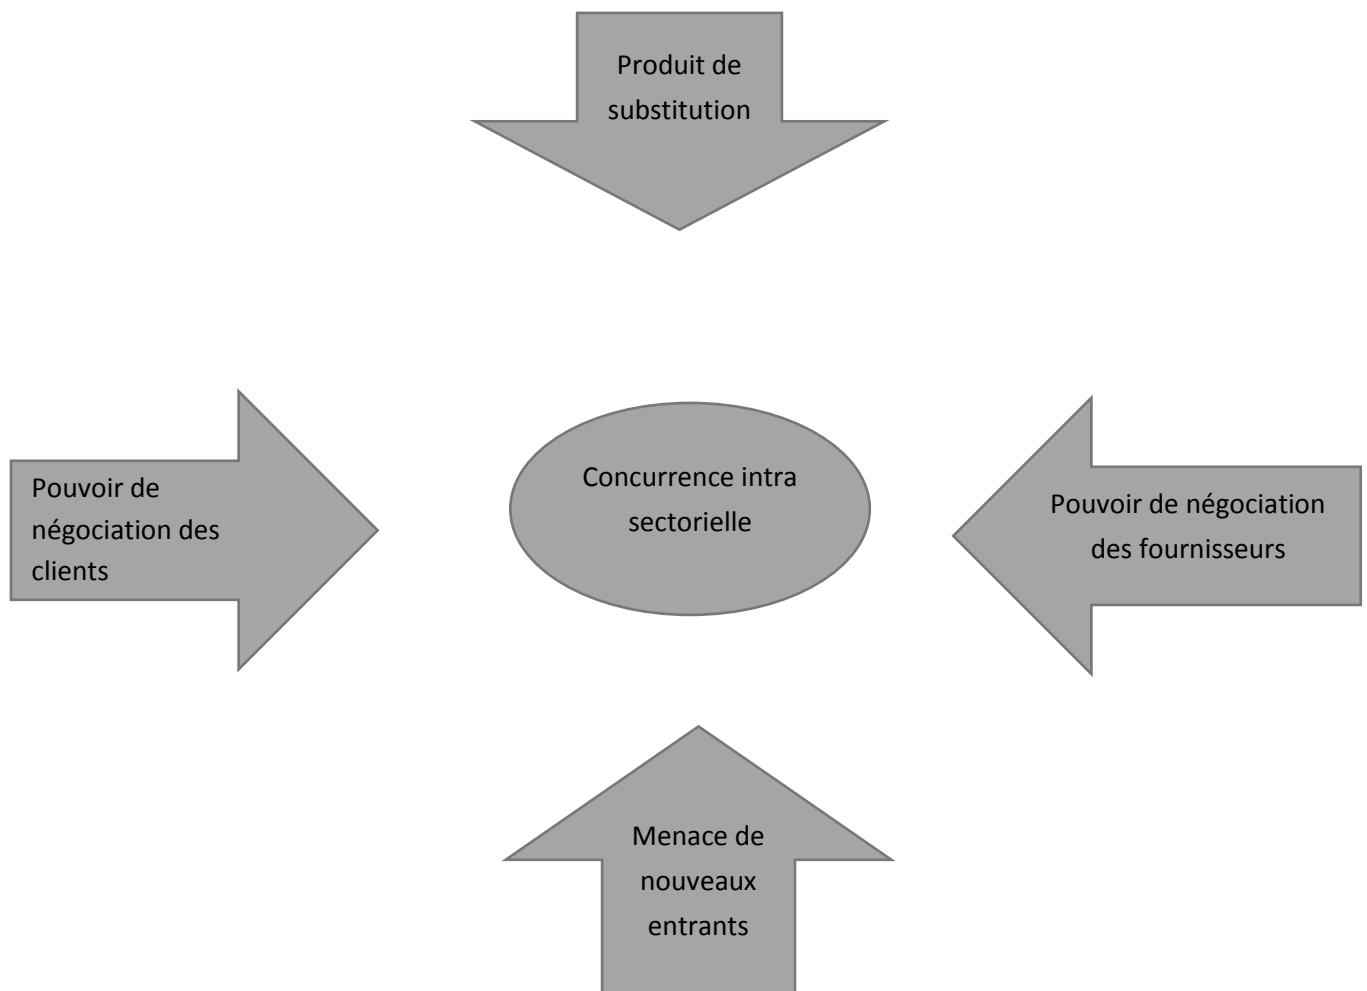 Produit de
substitution
Pouvoir de
négociation des
clients
Concurrence intra
sectorielle
Pouvoir de négociation
des fournisseurs
Menace de
nouveaux
entrants